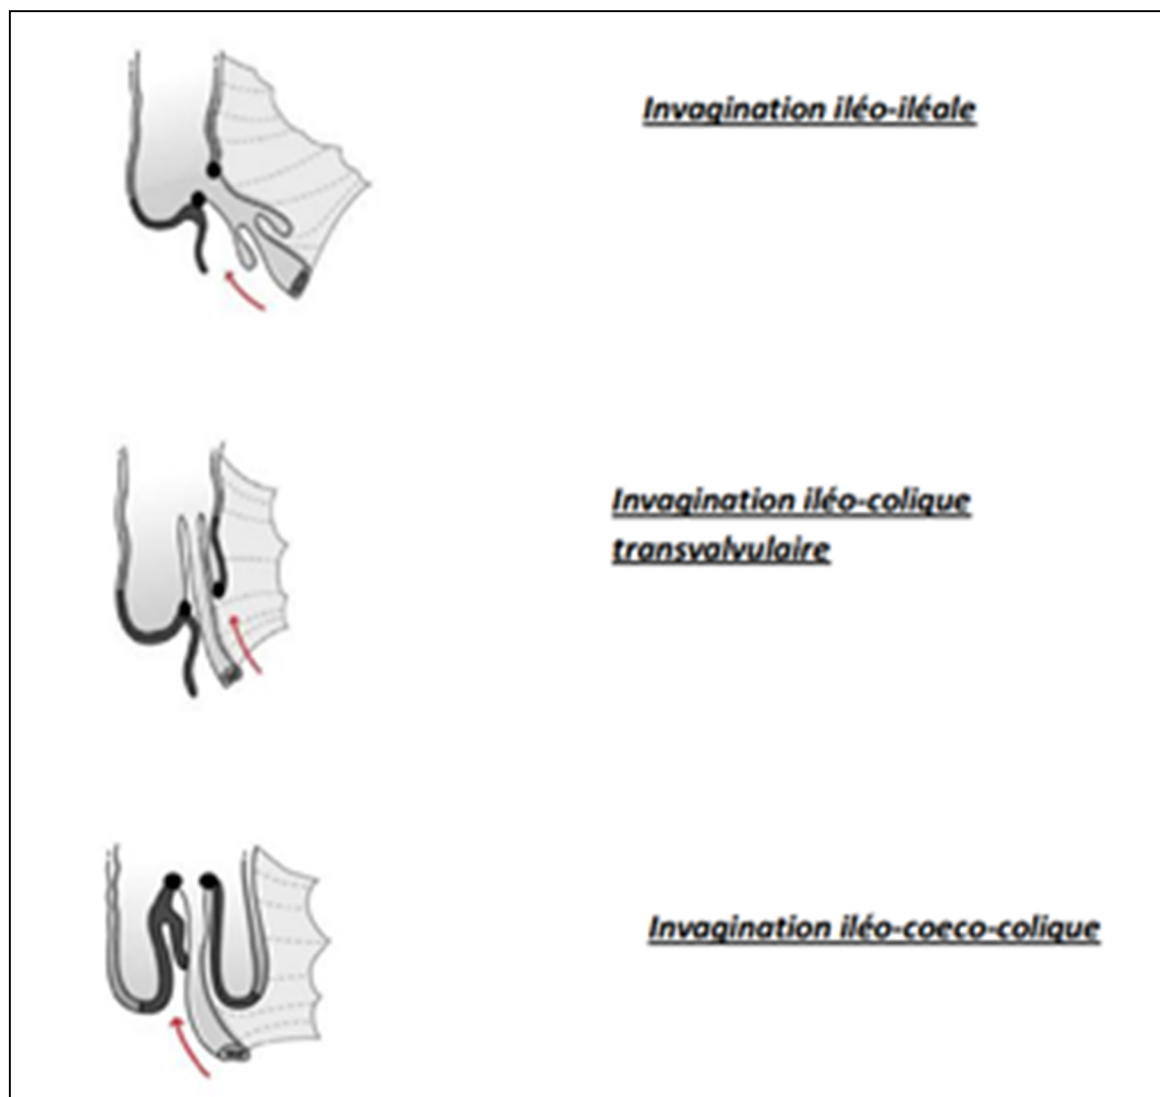 Invagination iléo-iléale
Invagination iléo-colique
transvalvulaire
Invagination iléo-coeco-colique